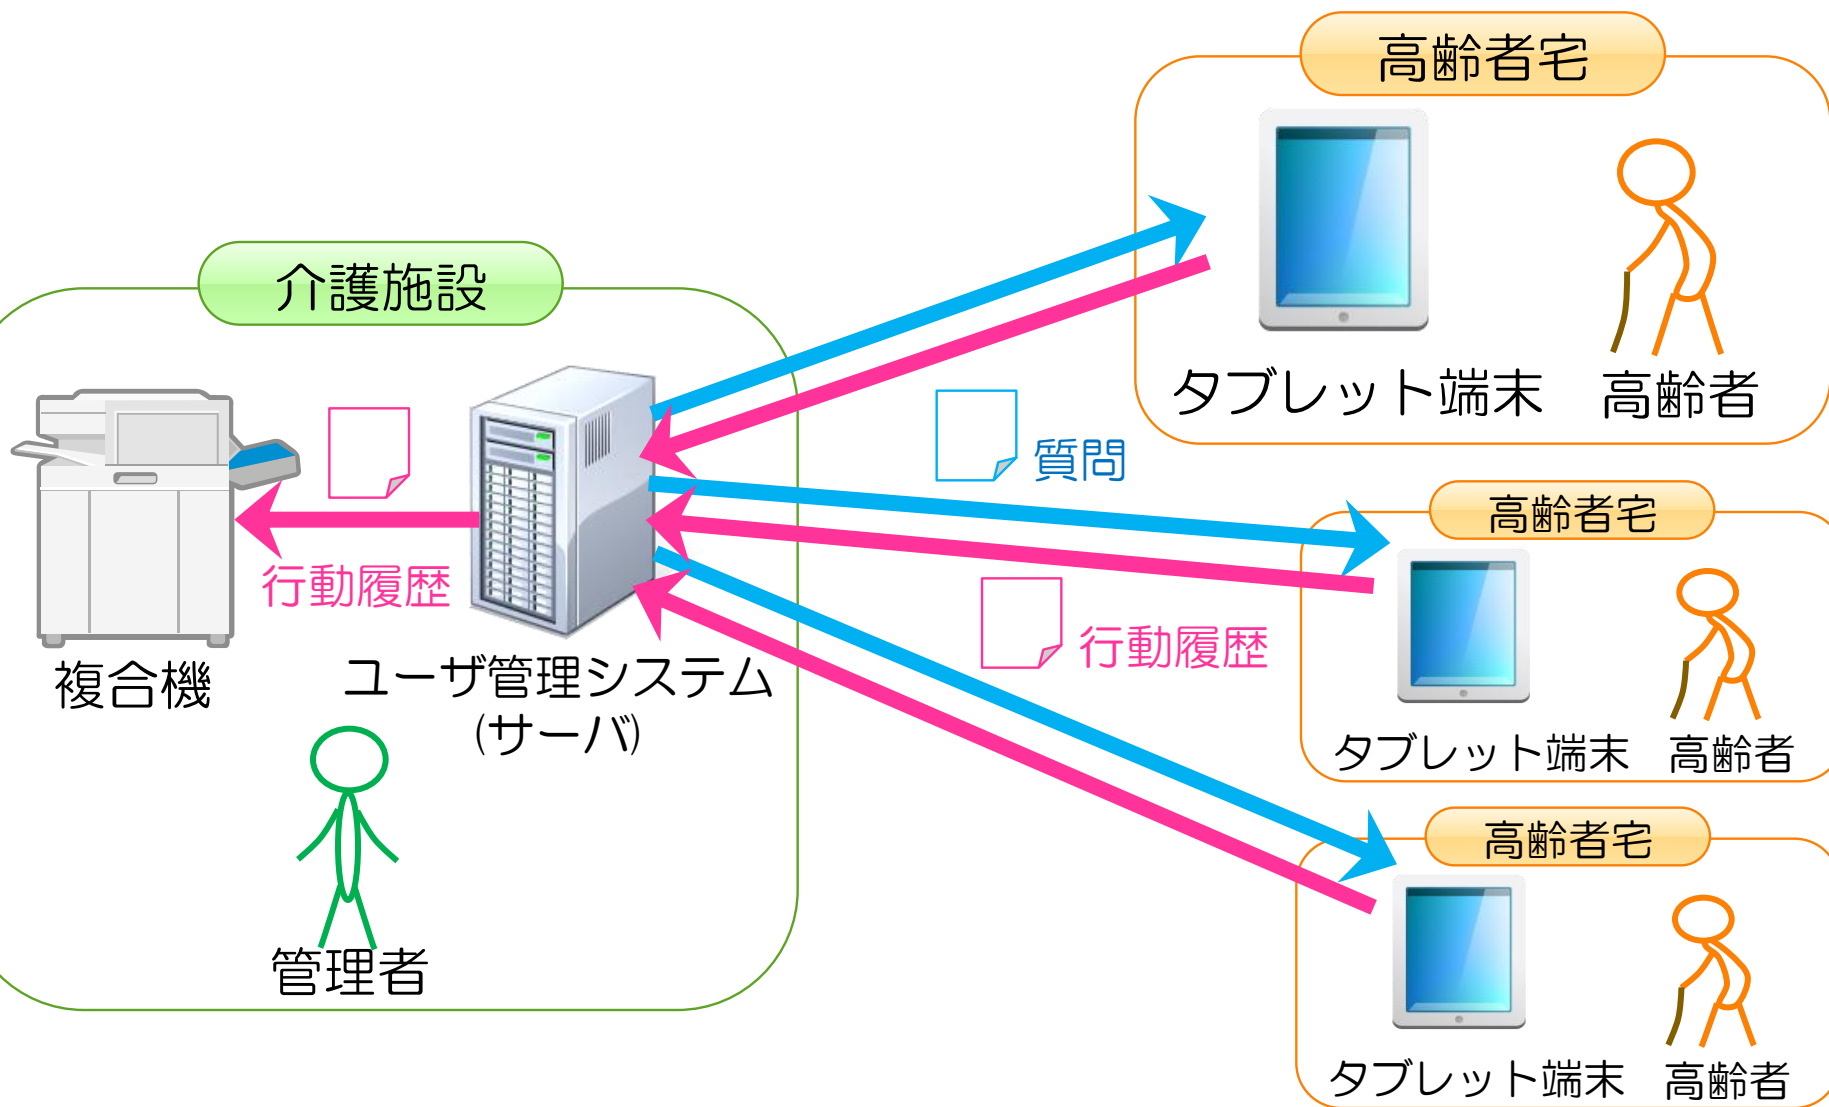 介護施設
複合機
行動履歴
ユーザ管理システム
(サーバ)
管理者
質問
行動履歴
高齢者宅
タブレット端末
高齢者
高齢者宅
タブレット端末
高齢者
高齢者宅
タブレット端末
高齢者